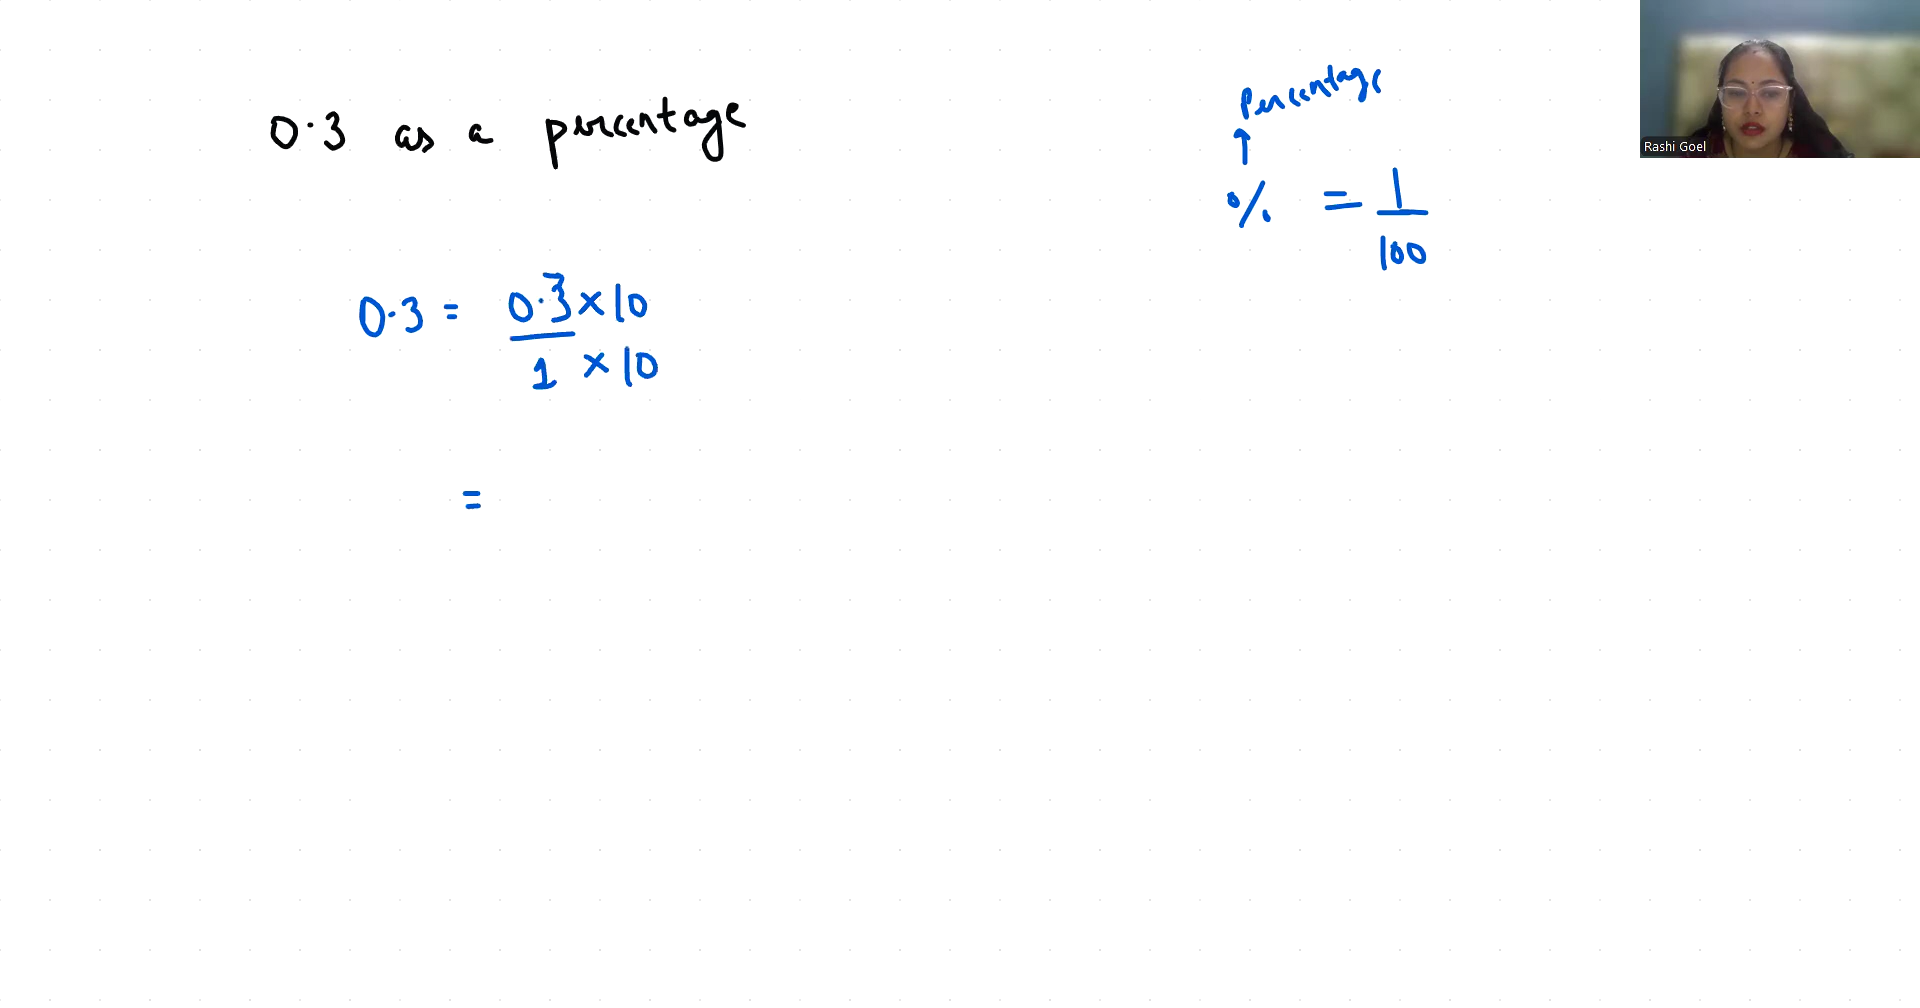 0.3 as a percentage
Percentage
↑
% = 1/100
0.3 = 0.3 × 10
1 × 10
=
Rashi Goel